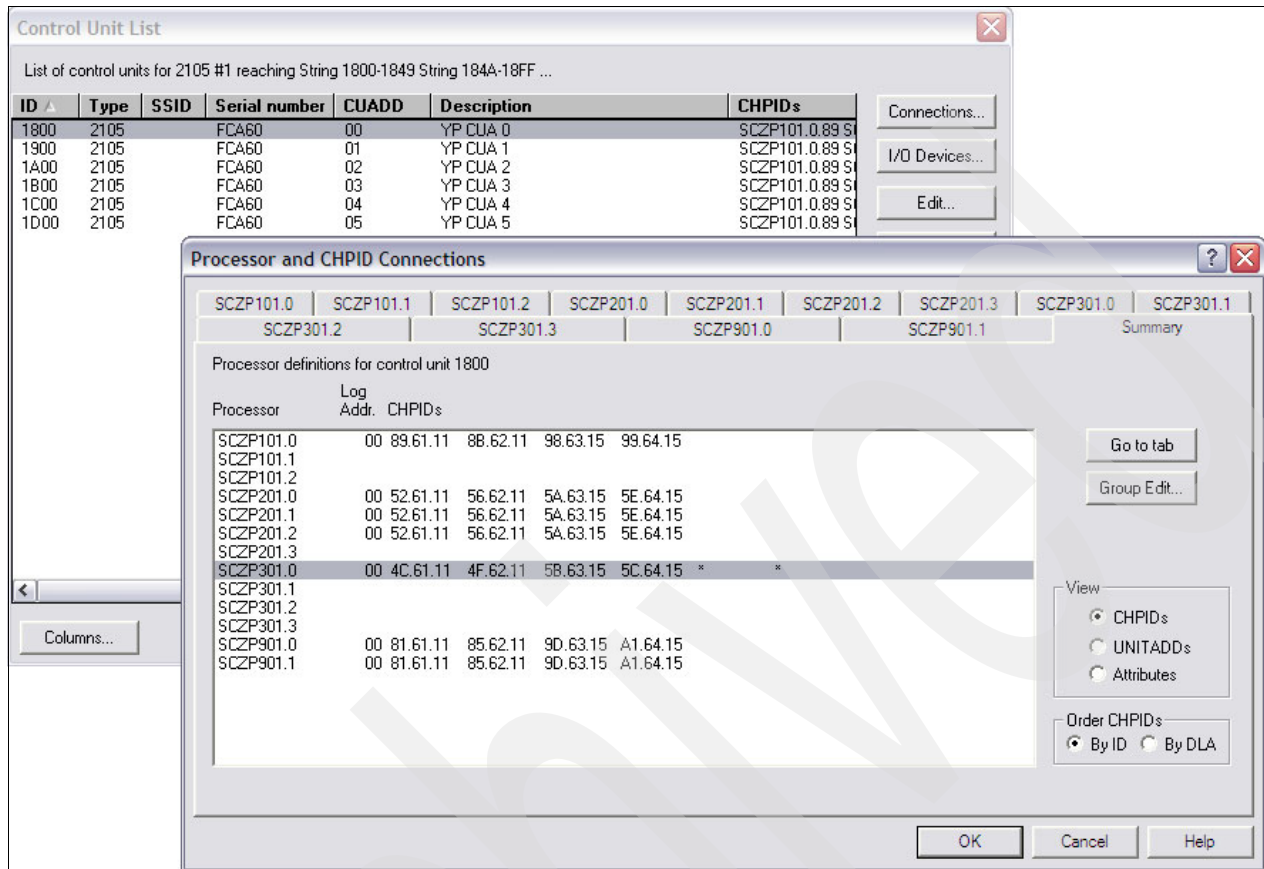 Control Unit List
List of control units for 2105 #1 reaching String 1800-1849 String 184A-18FF ...
ID Type SSID Serial number CUADD Description CHPIDs
1800 2105 FCA60 00 YP CUA 0 SCZP101.0.89 S
1900 2105 FCA60 01 YP CUA 1 SCZP101.0.89 S
1A00 2105 FCA60 02 YP CUA 2 SCZP101.0.89 S
1B00 2105 FCA60 03 YP CUA 3 SCZP101.0.89 S
1C00 2105 FCA60 04 YP CUA 4 SCZP101.0.89 S
1D00 2105 FCA60 05 YP CUA 5 SCZP101.0.89 S
Connections...
I/O Devices...
Edit...
Columns...
Processor and CHPID Connections
SCZP101.0 SCZP101.1 SCZP101.2 SCZP201.0 SCZP201.1 SCZP201.2 SCZP201.3 SCZP301.0 SCZP301.1
SCZP301.2 SCZP301.3 SCZP901.0 SCZP901.1 Summary
Processor definitions for control unit 1800
Log
Processor Addr. CHPIDs
SCZP101.0 00 89.61.11 8B.62.11 98.63.15 99.64.15
SCZP101.1
SCZP101.2
SCZP201.0 00 52.61.11 56.62.11 5A.63.15 5E.64.15
SCZP201.1 00 52.61.11 56.62.11 5A.63.15 5E.64.15
SCZP201.2 00 52.61.11 56.62.11 5A.63.15 5E.64.15
SCZP201.3
SCZP301.0 00 4C.61.11 4F.62.11 5B.63.15 5C.64.15 * *
SCZP301.1
SCZP301.2
SCZP301.3
SCZP901.0 00 81.61.11 85.62.11 9D.63.15 A1.64.15
SCZP901.1 00 81.61.11 85.62.11 9D.63.15 A1.64.15
Go to tab
Group Edit...
View
CHPIDs
UNITADDs
Attributes
Order CHPIDs
By ID By DLA
OK Cancel Help